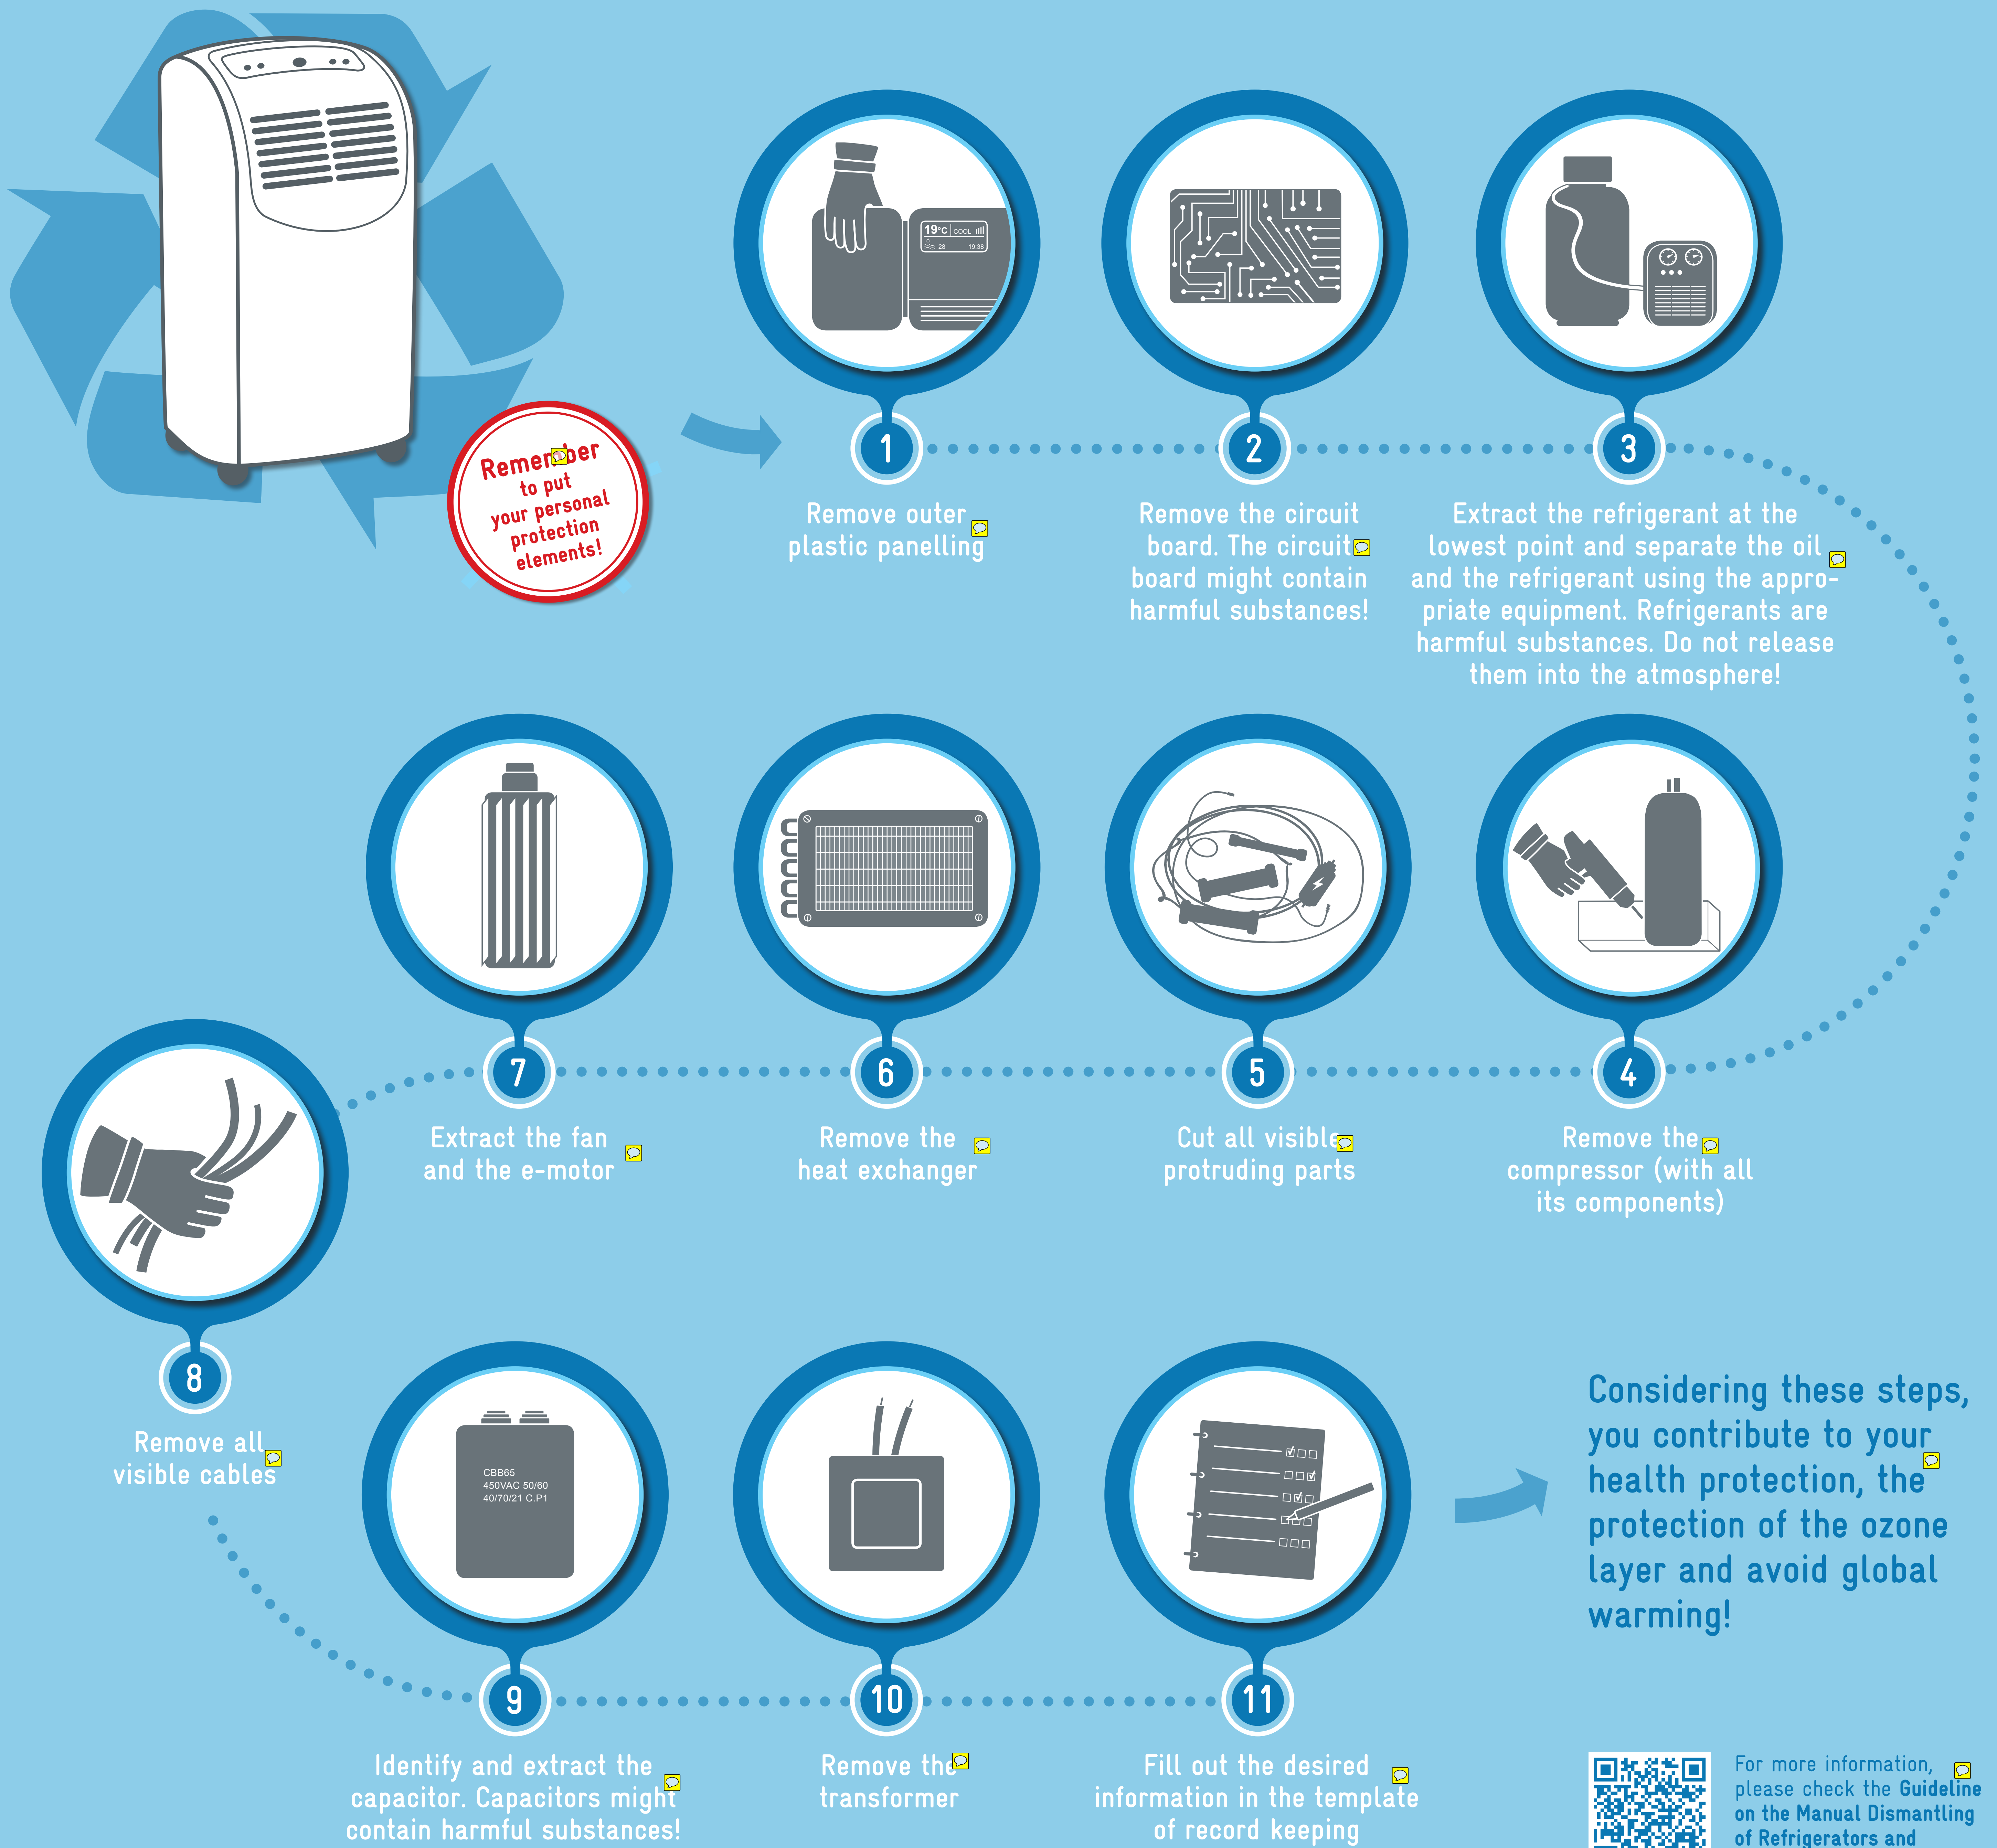 Remember
to put
your personal
protection
elements!
19°C COOL
28 19:38
1
Remove outer
plastic panelling
2
Remove the circuit
board. The circuit
board might contain
harmful substances!
3
Extract the refrigerant at the
lowest point and separate the oil
and the refrigerant using the appro-
priate equipment. Refrigerants are
harmful substances. Do not release
them into the atmosphere!
4
Remove the
compressor (with all
its components)
5
Cut all visible
protruding parts
6
Remove the
heat exchanger
7
Extract the fan
and the e-motor
8
Remove all
visible cables
CBB65
450VAC 50/60
40/70/21 C.P1
9
Identify and extract the
capacitor. Capacitors might
contain harmful substances!
10
Remove the
transformer
11
Fill out the desired
information in the template
of record keeping
Considering these steps,
you contribute to your
health protection, the
protection of the ozone
layer and avoid global
warming!
For more information,
please check the Guideline
on the Manual Dismantling
of Refrigerators and